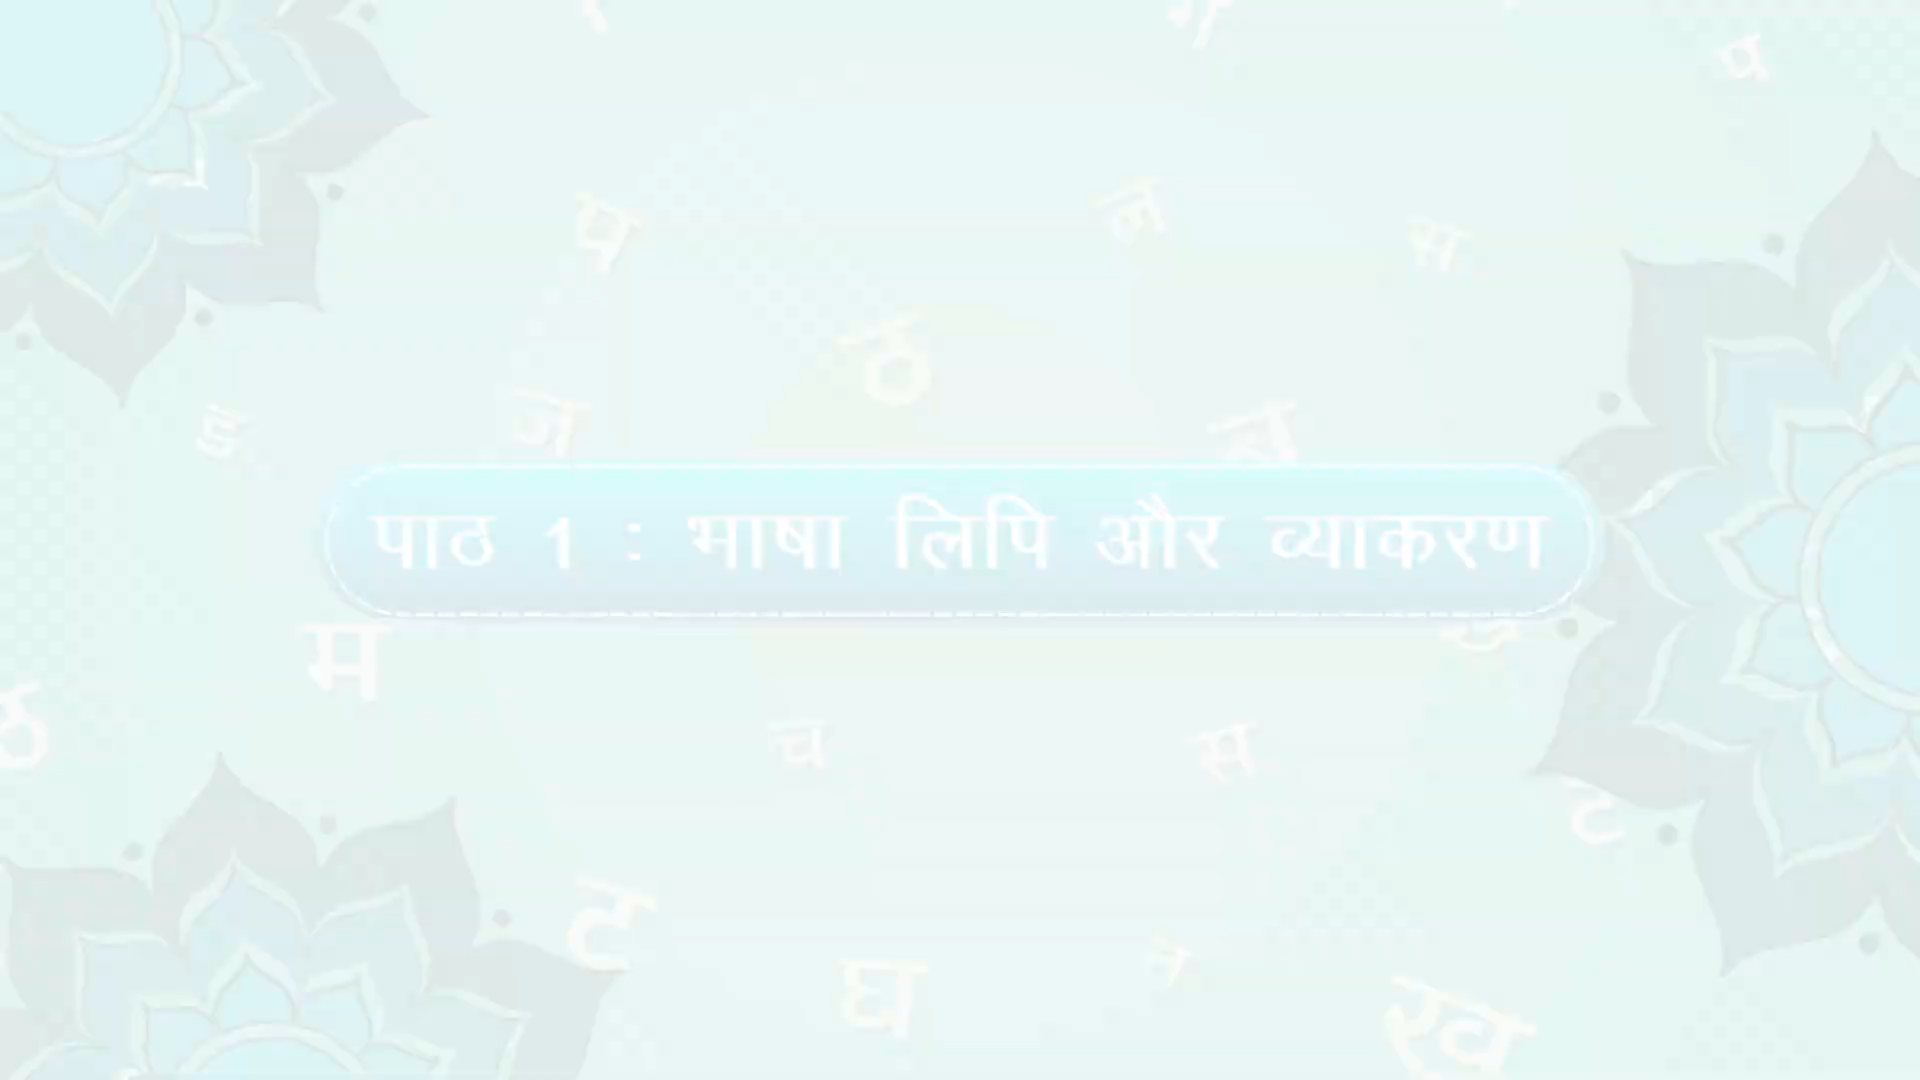 प
प
ल
भ
ठ
ड
ज
पाठ 1 : भाषा लिपि और व्याकरण
म
ठ
च
भ
ट
ट
घ
न
ख